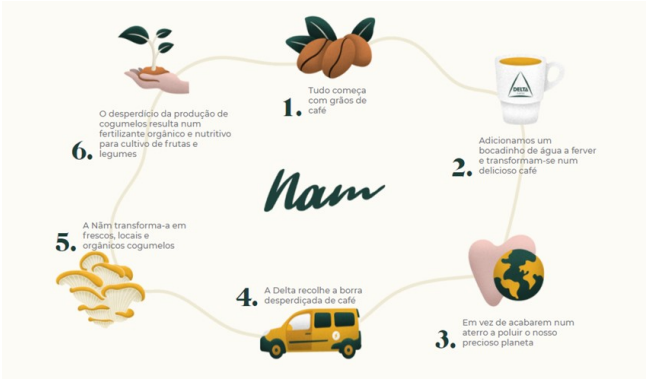 1. Tudo começa
com grãos de
café
DELTA
2. Adicionamos um
bocadinho de água a ferver
e transformam-se num
delicioso café
3. Em vez de acabarem num
aterro a poluir o nosso
precioso planeta
4. A Delta recolhe a borra
desperdiçada de café
5. A Nãm transforma-a em
frescos, locais e
orgânicos cogumelos
6. O desperdício da produção de
cogumelos resulta num
fertilizante orgânico e nutritivo
para cultivo de frutas e
legumes
Nam